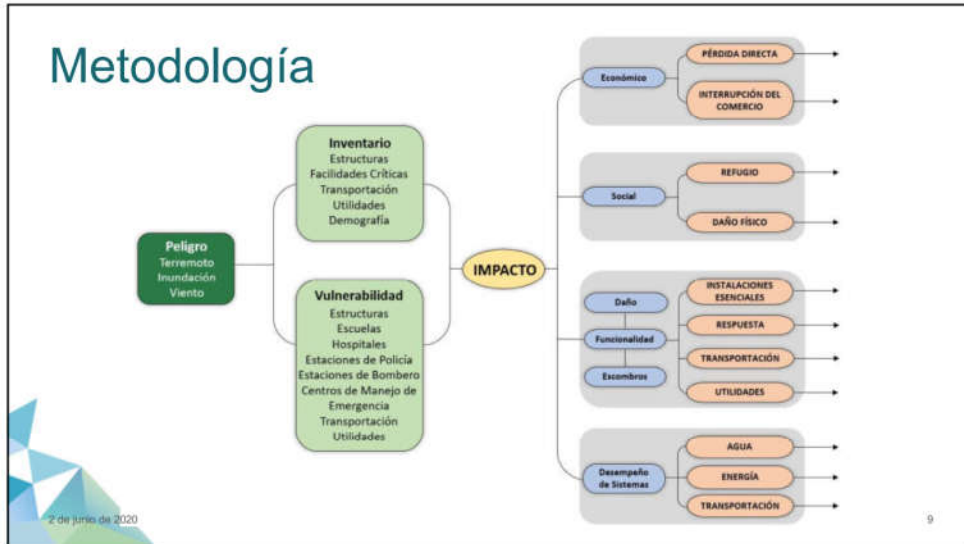 Metodología
Peligro
Terremoto
Inundación
Viento
Inventario
Estructuras
Facilidades Críticas
Transportación
Utilidades
Demografía
Vulnerabilidad
Estructuras
Escuelas
Hospitales
Estaciones de Policía
Estaciones de Bombero
Centros de Manejo de
Emergencia
Transportación
Utilidades
IMPACTO
Económico
PÉRDIDA DIRECTA
INTERRUPCIÓN DEL
COMERCIO
Social
REFUGIO
DAÑO FÍSICO
Daño
Funcionalidad
Escombros
INSTALACIONES
ESENCIALES
RESPUESTA
TRANSPORTACIÓN
UTILIDADES
Desempeño
de Sistemas
AGUA
ENERGÍA
TRANSPORTACIÓN
2 de junio de 2020
9